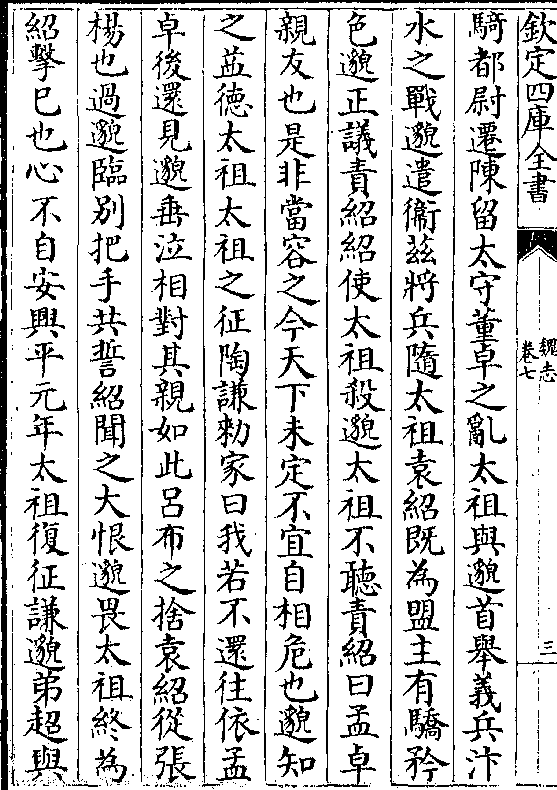 欽定四庫全書
魏志
卷七
三
騎都尉遷陳留太守董卓之亂太祖與邈首舉義兵汴
水之戰邈遣衞茲將兵隨太祖袁紹既為盟主有驕矜
色邈正議責紹紹使太祖殺邈太祖不聽責紹曰孟卓
親友也是非當容之今天下未定不宜自相危也邈知
之益德太祖太祖之征陶謙勑家曰我若不還往依孟
卓後還見邈垂泣相對其親如此呂布之捨袁紹從張
楊也過邈臨别把手共誓紹聞之大恨邈畏太祖終為
紹擊已也心不自安興平元年太祖復征謙邈弟超與